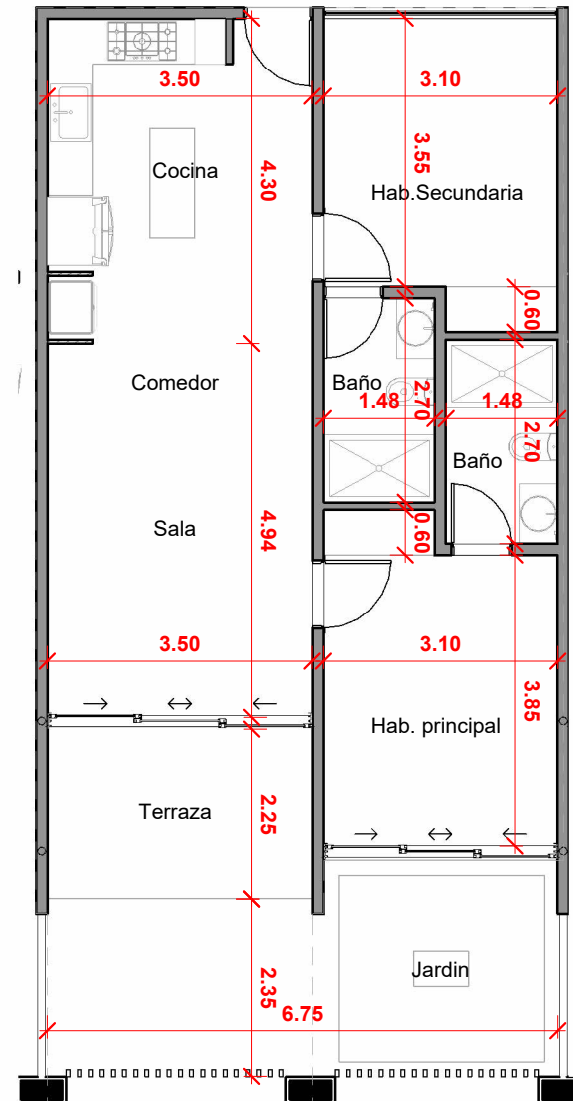 3.50
3.10
Cocina
4.30
3.55
Hab.Secundaria
0.60
Comedor
Baño
2.70
1.48
1.48
2.70
Baño
Sala
4.94
0.60
3.50
3.10
3.85
Hab. principal
Terraza
2.25
Jardin
2.35
6.75